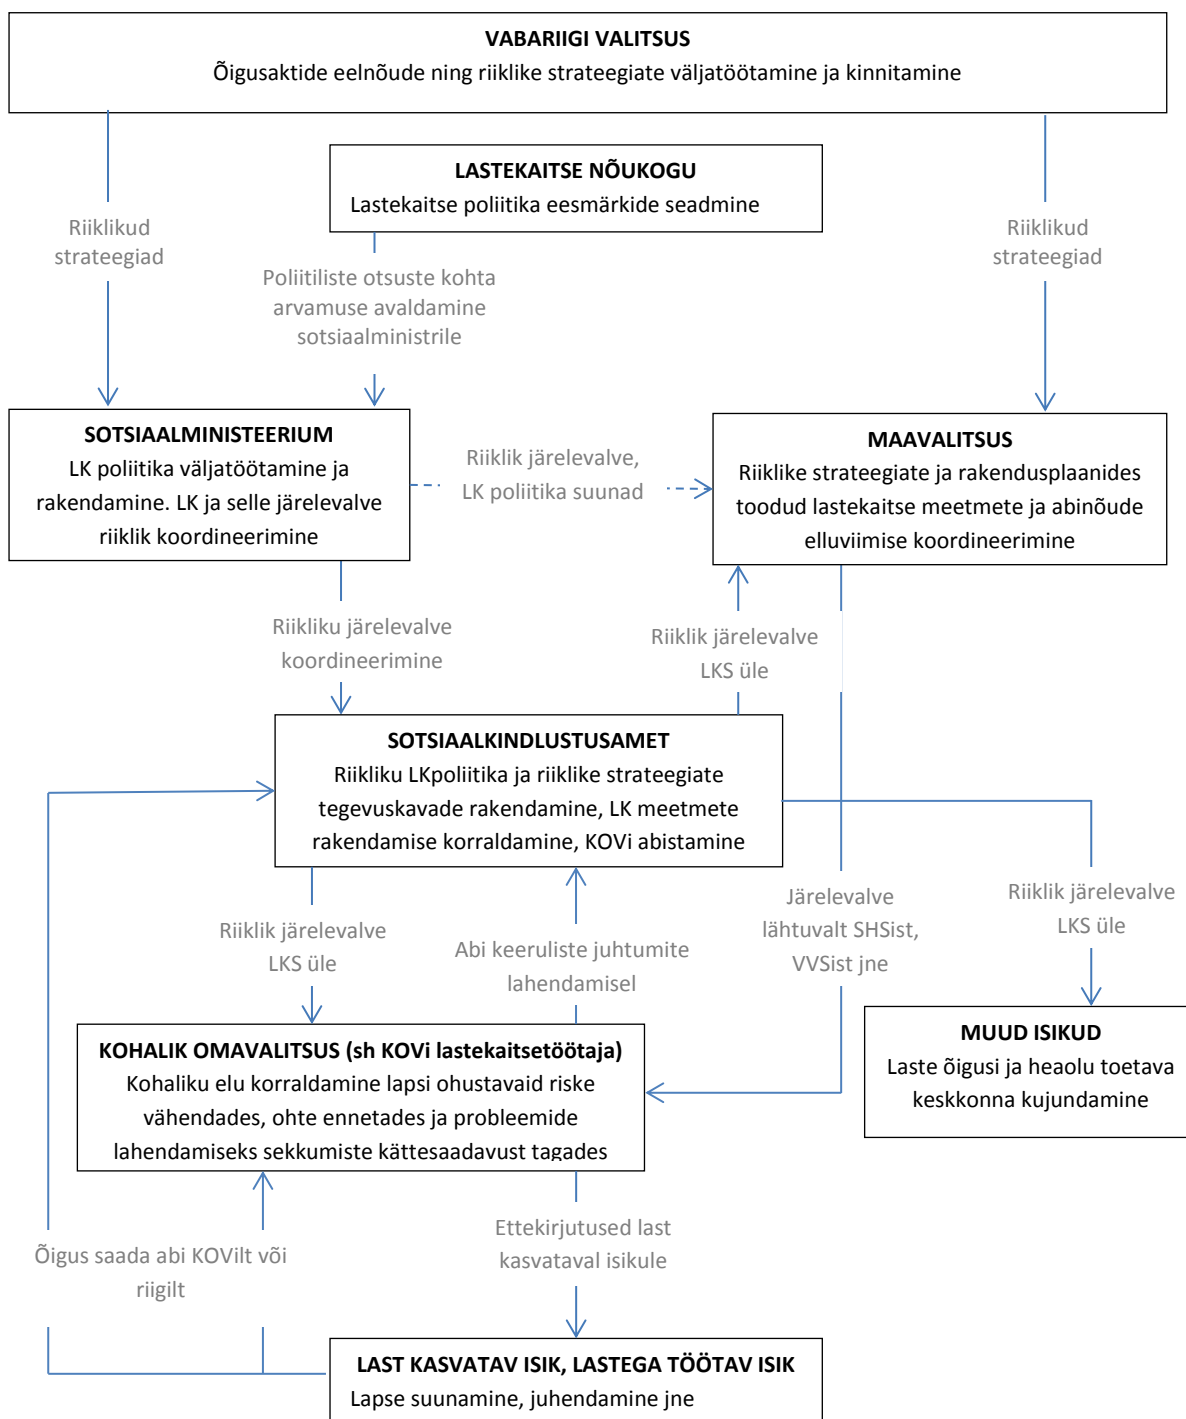 VABARIIGI VALITSUS
Õigusaktide eelnõude ning riiklike strateegiate väljatöötamine ja kinnitamine
LASTEKAITSE NÕUKOGU
Lastekaitse poliitika eesmärkide seadmine
Riiklikud
strateegiad
Poliitiliste otsuste kohta
arvamuse avaldamine
sotsiaalministrile
Riiklikud
strateegiad
SOTSIAALMINISTEERIUM
LK poliitika väljatöötamine ja
rakendamine. LK ja selle järelevalve
riiklik koordineerimine
Riiklik järelevalve,
LK poliitika suunad
MAAVALITSUS
Riiklike strateegiate ja rakendusplaanides
toodud lastekaitse meetmete ja abinõude
elluviimise koordineerimine
Riikliku järelevalve
koordineerimine
Riiklik järelevalve
LKS üle
SOTSIAALKINDLUSTUSAMET
Riikliku LKpoliitika ja riiklike strateegiate
tegevuskavade rakendamine, LK meetmete
rakendamise korraldamine, KOVi abistamine
Riiklik järelevalve
LKS üle
Abi keeruliste juhtumite
lahendamisel
Järelevalve
lähtuvalt SHSist,
VVSist jne
Riiklik järelevalve
LKS üle
KOHALIK OMAVALITSUS (sh KOVi lastekaitsetöötaja)
Kohaliku elu korraldamine lapsi ohustavaid riske
vähendades, ohte ennetades ja probleemide
lahendamiseks sekkumiste kättesaadavust tagades
MUUD ISIKUD
Laste õigusi ja heaolu toetava
keskkonna kujundamine
Õigus saada abi KOVilt või
riigilt
Ettekirjutused last
kasvataval isikule
LAST KASVATAV ISIK, LASTEGA TÖÖTAV ISIK
Lapse suunamine, juhendamine jne